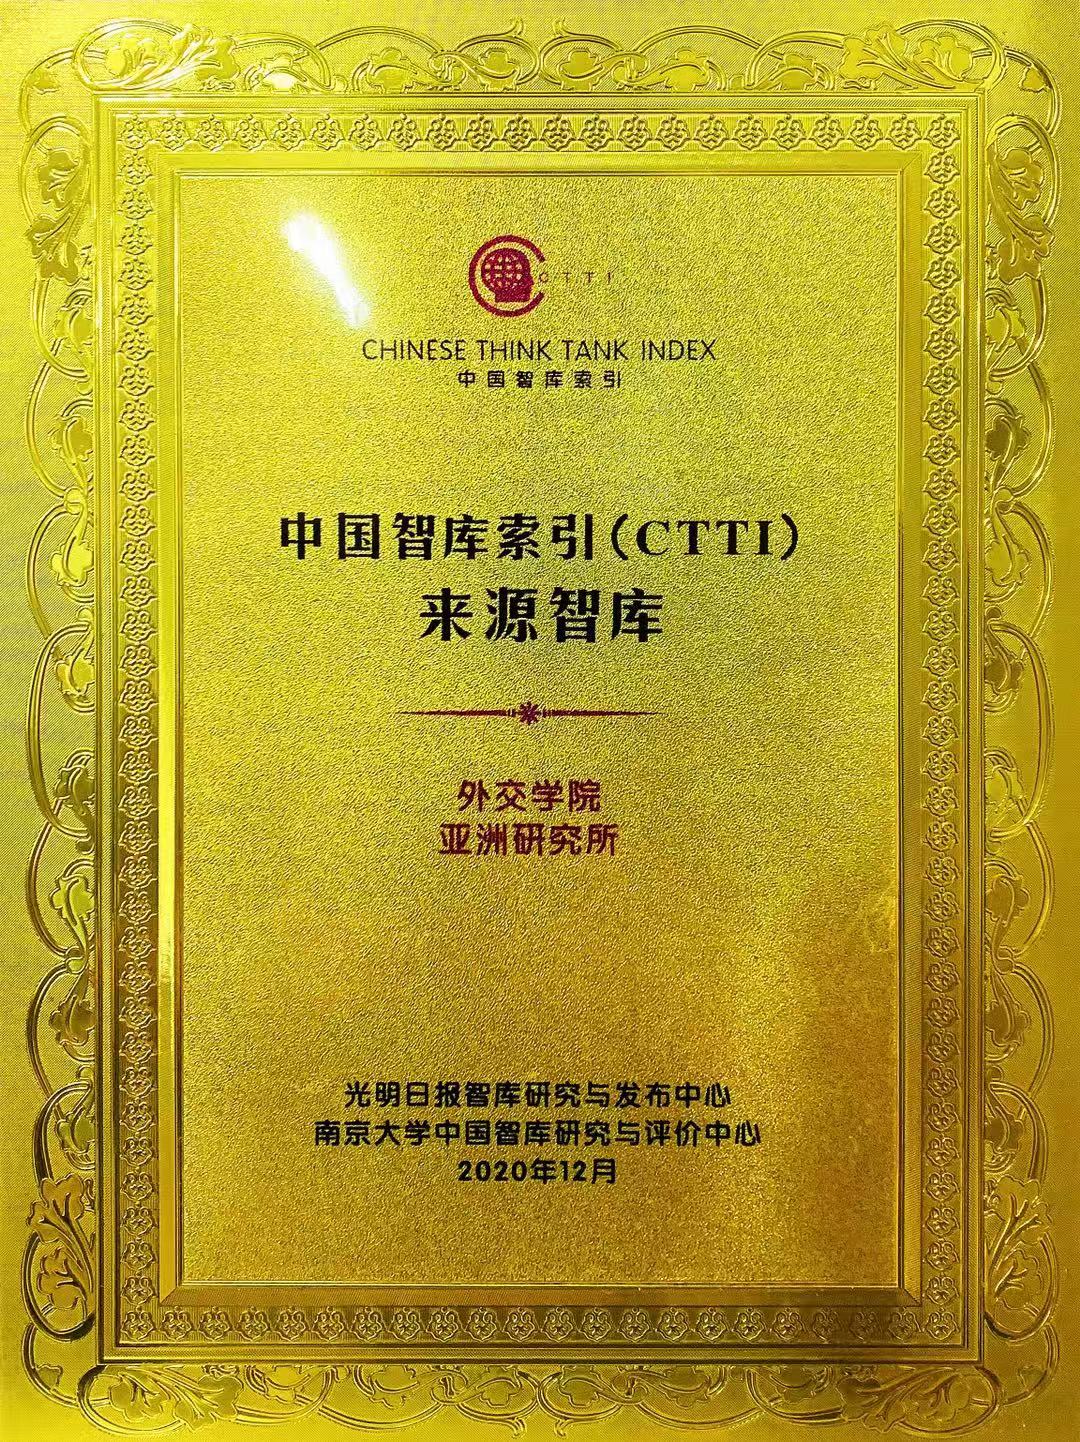 CTTI
CHINESE THINK TANK INDEX
中国智库索引
中国智库索引（CTTI）
来源智库
外交学院
亚洲研究所
光明日报智库研究与发布中心
南京大学中国智库研究与评价中心
2020年12月